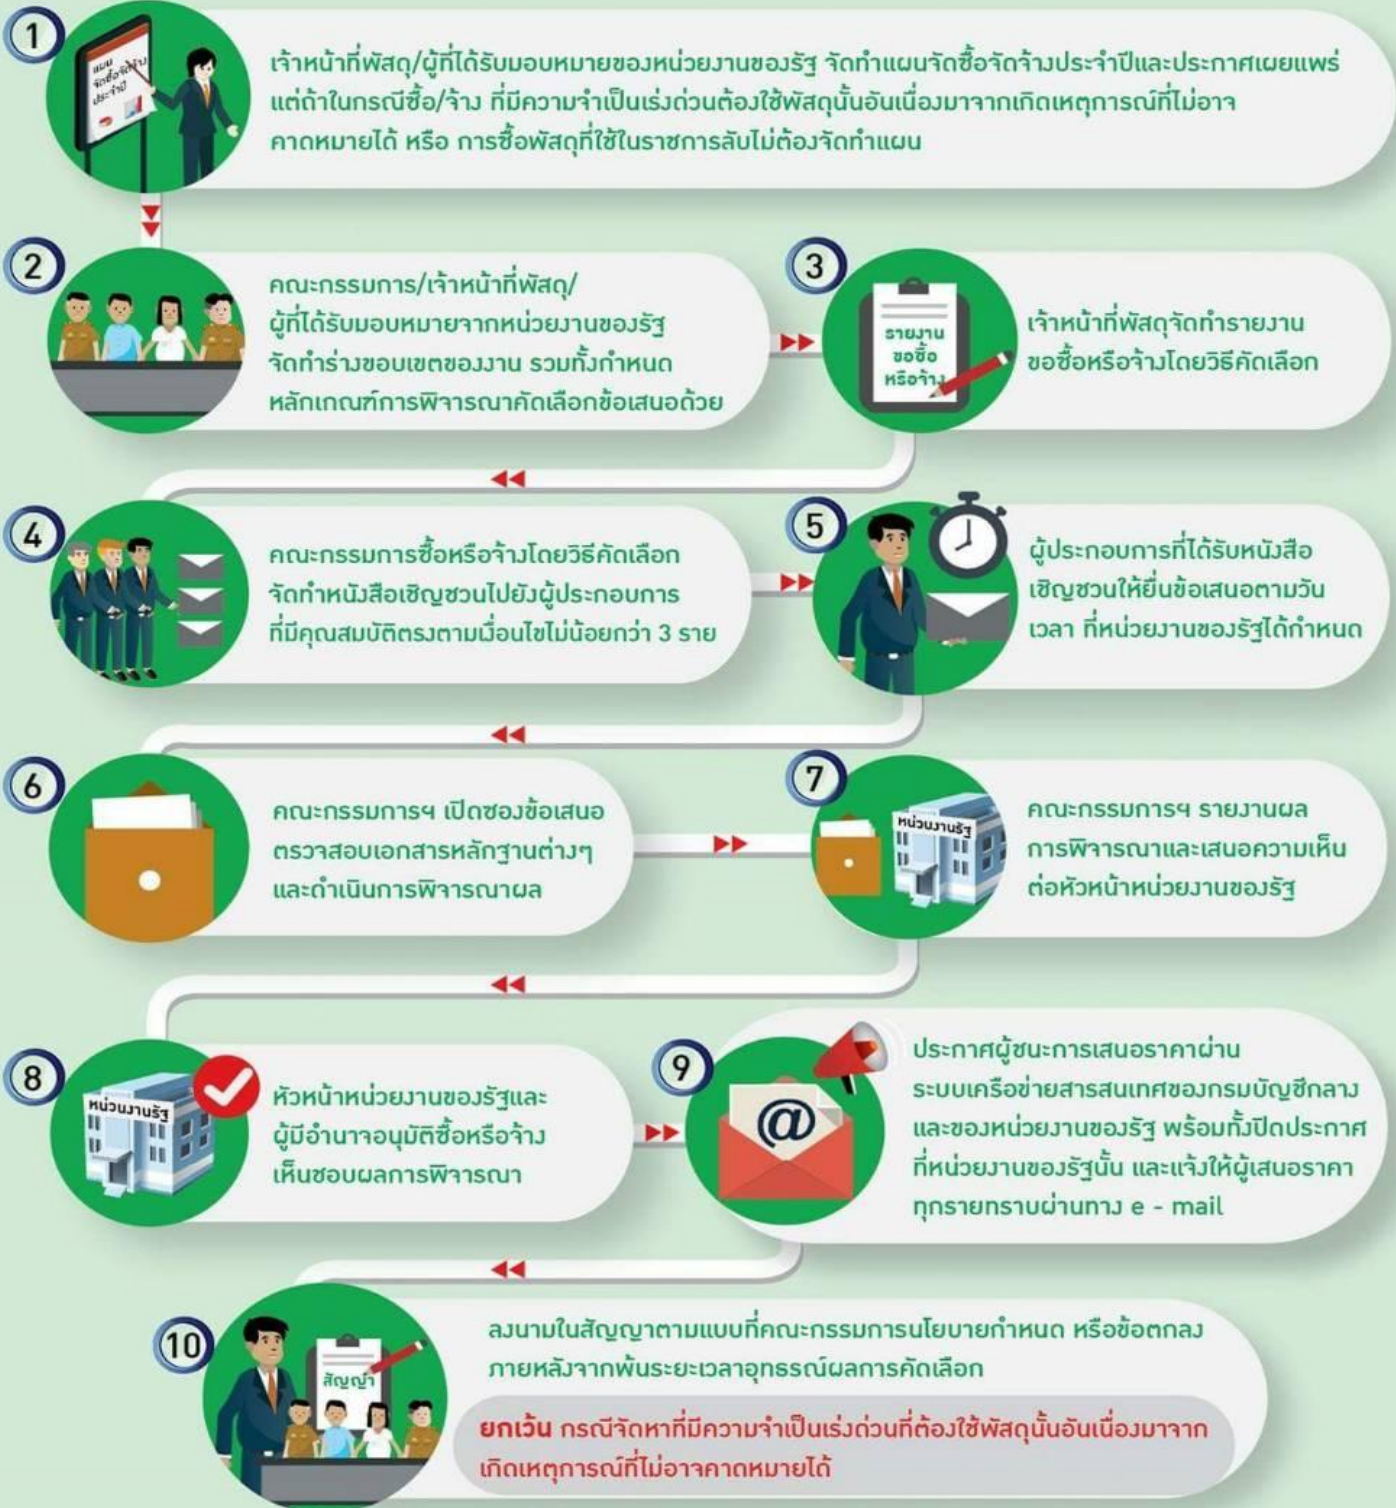 1
แผน
จัดซื้อจัดจ้าง
ประจำปี
เจ้าหน้าที่พัสดุ/ผู้ที่ได้รับมอบหมายของหน่วยงานของรัฐ จัดทำแผนจัดซื้อจัดจ้างประจำปีและประกาศเผยแพร่
แต่ถ้าในกรณีซื้อ/จ้าง ที่มีความจำเป็นเร่งด่วนต้องใช้พัสดุนั้นอันเนื่องมาจากเกิดเหตุการณ์ที่ไม่อาจ
คาดหมายได้ หรือ การซื้อพัสดุที่ใช้ในราชการลับไม่ต้องจัดทำแผน
2
คณะกรรมการ/เจ้าหน้าที่พัสดุ/
ผู้ที่ได้รับมอบหมายจากหน่วยงานของรัฐ
จัดทำร่างขอบเขตของงาน รวมทั้งกำหนด
หลักเกณฑ์การพิจารณาคัดเลือกข้อเสนอด้วย
3
รายงาน
ขอซื้อ
หรือจ้าง
เจ้าหน้าที่พัสดุจัดทำรายงาน
ขอซื้อหรือจ้างโดยวิธีคัดเลือก
4
คณะกรรมการซื้อหรือจ้างโดยวิธีคัดเลือก
จัดทำหนังสือเชิญชวนไปยังผู้ประกอบการ
ที่มีคุณสมบัติตรงตามเงื่อนไขไม่น้อยกว่า 3 ราย
5
ผู้ประกอบการที่ได้รับหนังสือ
เชิญชวนให้ยื่นข้อเสนอตามวัน
เวลา ที่หน่วยงานของรัฐได้กำหนด
6
คณะกรรมการฯ เปิดซองข้อเสนอ
ตรวจสอบเอกสารหลักฐานต่างๆ
และดำเนินการพิจารณาผล
7
หน่วนงานรัฐ
คณะกรรมการฯ รายงานผล
การพิจารณาและเสนอความเห็น
ต่อหัวหน้าหน่วยงานของรัฐ
8
หน่วนงานรัฐ
หัวหน้าหน่วยงานของรัฐและ
ผู้มีอำนาจอนุมัติซื้อหรือจ้าง
เห็นชอบผลการพิจารณา
9
@
ประกาศผู้ชนะการเสนอราคาผ่าน
ระบบเครือข่ายสารสนเทศของกรมบัญชีกลาง
และของหน่วยงานของรัฐ พร้อมทั้งปิดประกาศ
ที่หน่วยงานของรัฐนั้น และแจ้งให้ผู้เสนอราคา
ทุกรายทราบผ่านทาง e - mail
10
สัญญา
ลงนามในสัญญาตามแบบที่คณะกรรมการนโยบายกำหนด หรือข้อตกลง
ภายหลังจากพ้นระยะเวลาอุทธรณ์ผลการคัดเลือก
ยกเว้น กรณีจัดหาที่มีความจำเป็นเร่งด่วนที่ต้องใช้พัสดุนั้นอันเนื่องมาจาก
เกิดเหตุการณ์ที่ไม่อาจคาดหมายได้